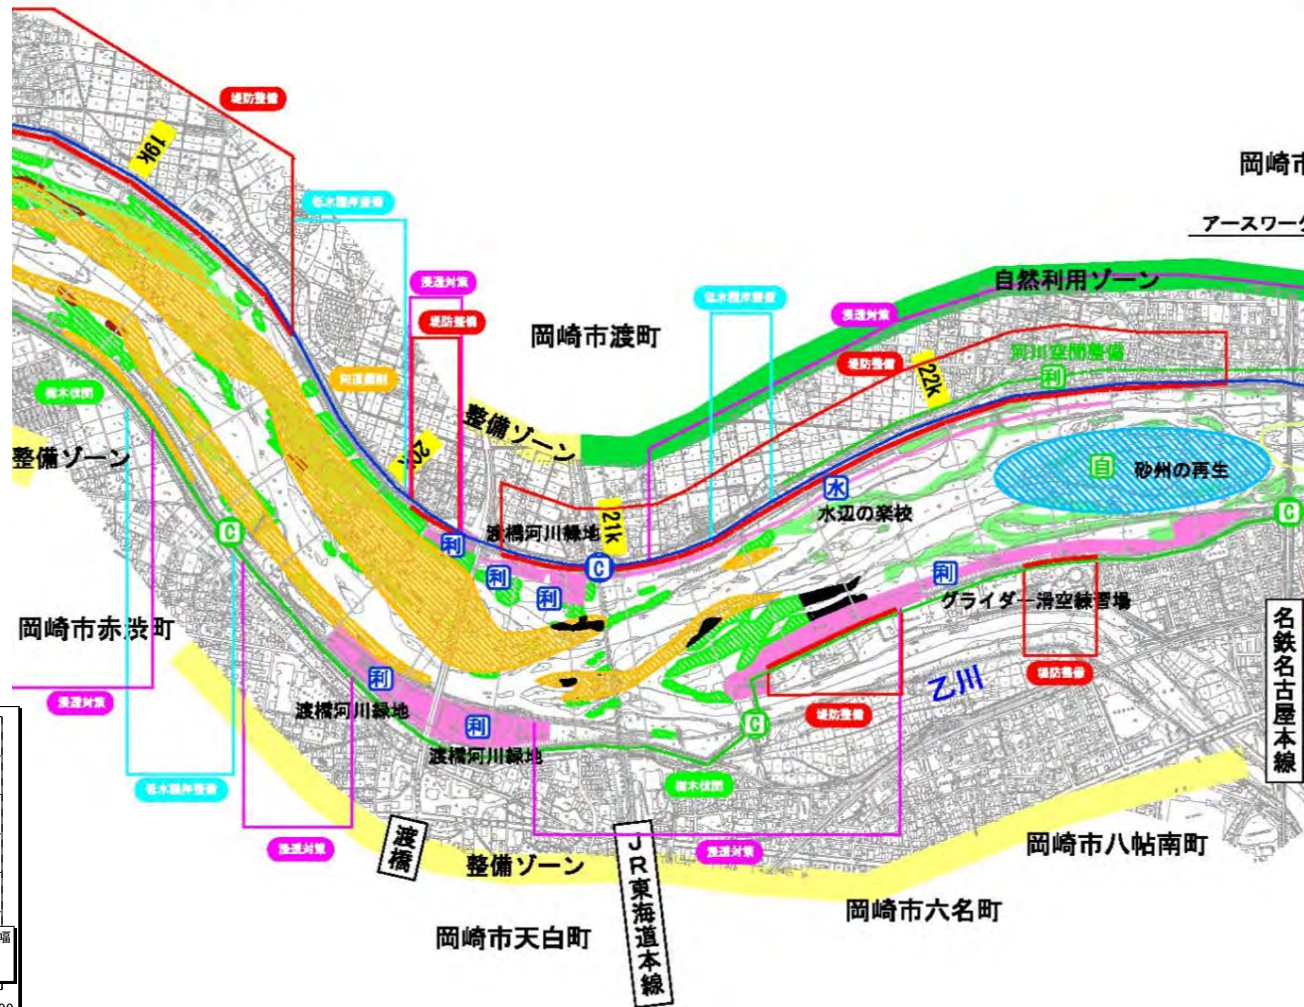 堤防整備
19k
岡崎市
アースワーク
低水護岸整備
自然利用ゾーン
浸透対策
低水護岸整備
浸透対策
堤防整備
岡崎市渡町
堤防整備
河川空間整備
利
22k
河道掘削
樹木伐開
整備ゾーン
整備ゾーン
20k
自
砂州の再生
水
水辺の楽校
21k
渡橋河川緑地
C
C
C
利
利
利
利
グライダー滑空練習場
岡崎市赤渋町
利
渡橋河川緑地
浸透対策
利
渡橋河川緑地
乙川
堤防整備
堤防整備
C
名鉄名古屋本線
低水護岸整備
樹木伐開
浸透対策
渡橋
整備ゾーン
JR東海道本線
浸透対策
岡崎市八帖南町
岡崎市六名町
岡崎市天白町
幅